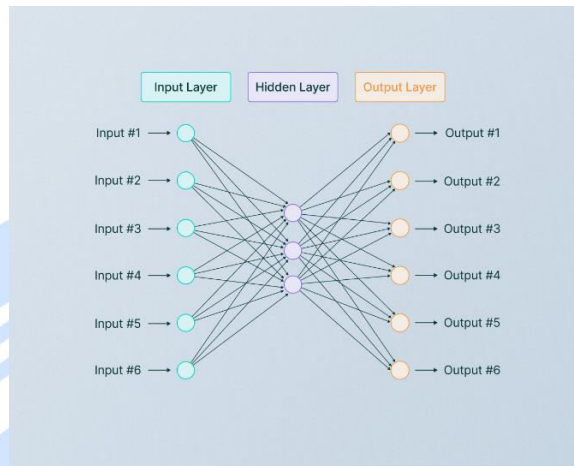 Input Layer Hidden Layer Output Layer
Input #1 Output #1
Input #2 Output #2
Input #3 Output #3
Input #4 Output #4
Input #5 Output #5
Input #6 Output #6